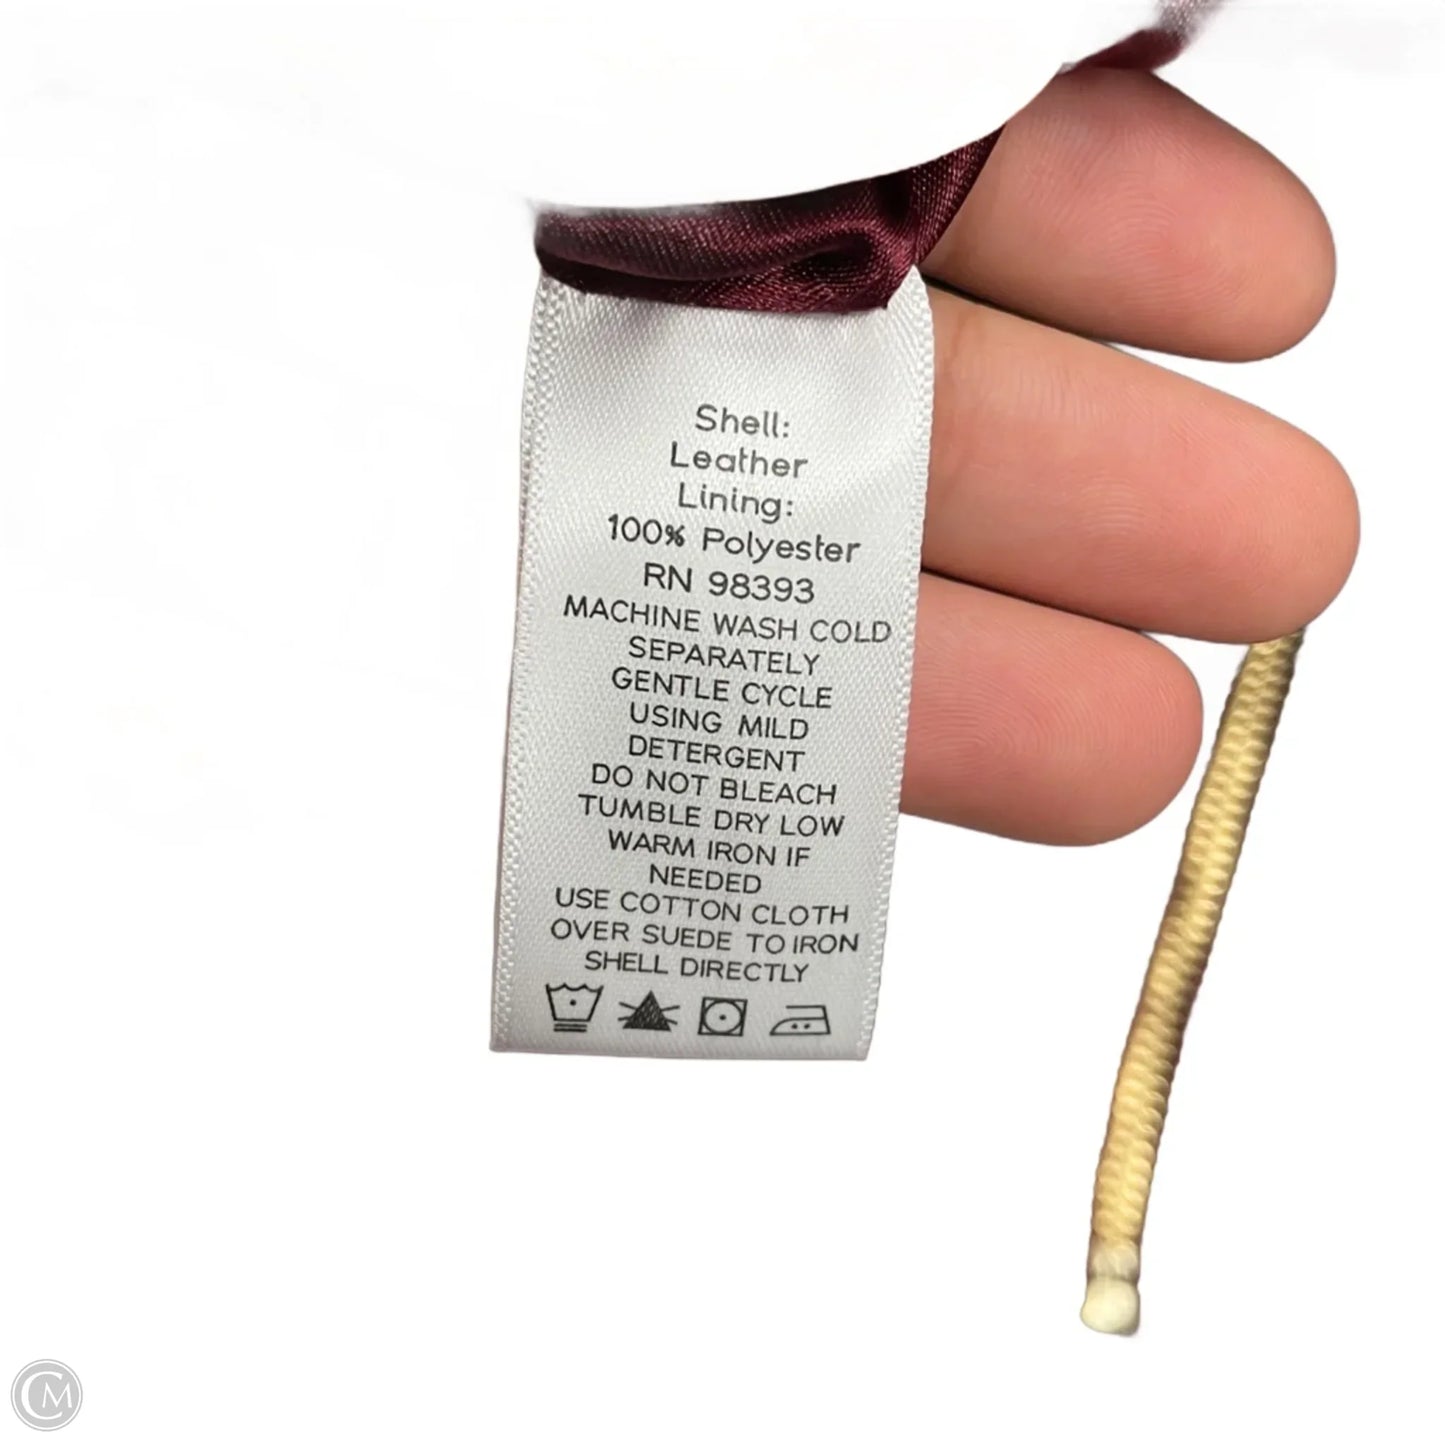 Shell:
Leather
Lining:
100% Polyester
RN 98393
MACHINE WASH COLD
SEPARATELY
GENTLE CYCLE
USING MILD
DETERGENT
DO NOT BLEACH
TUMBLE DRY LOW
WARM IRON IF
NEEDED
USE COTTON CLOTH
OVER SUEDE TO IRON
SHELL DIRECTLY
CM